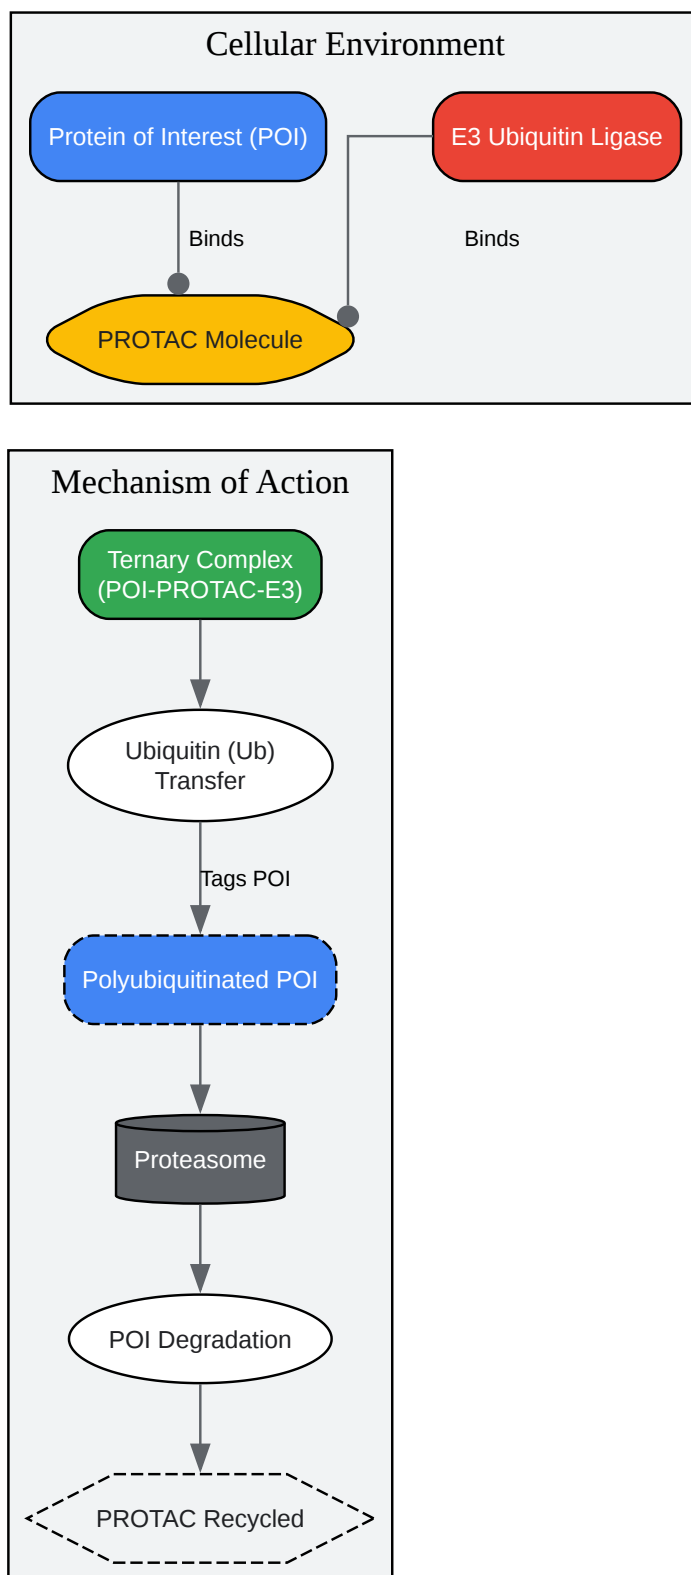 Cellular Environment
Protein of Interest (POI)
E3 Ubiquitin Ligase
Binds
Binds
PROTAC Molecule
Mechanism of Action
Ternary Complex
(POI-PROTAC-E3)
Ubiquitin (Ub)
Transfer
Tags POI
Polyubiquitinated POI
Proteasome
POI Degradation
PROTAC Recycled